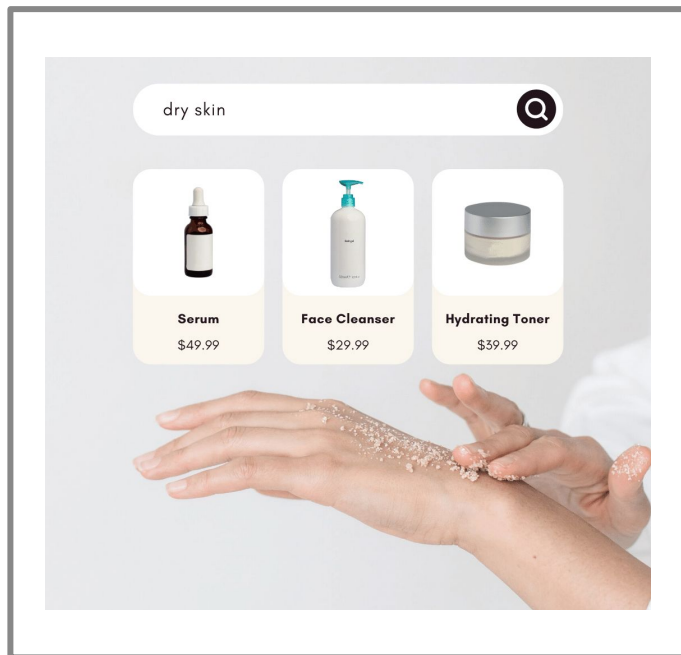 dry skin
Serum
Face Cleanser
Hydrating Toner
$49.99
$29.99
$39.99